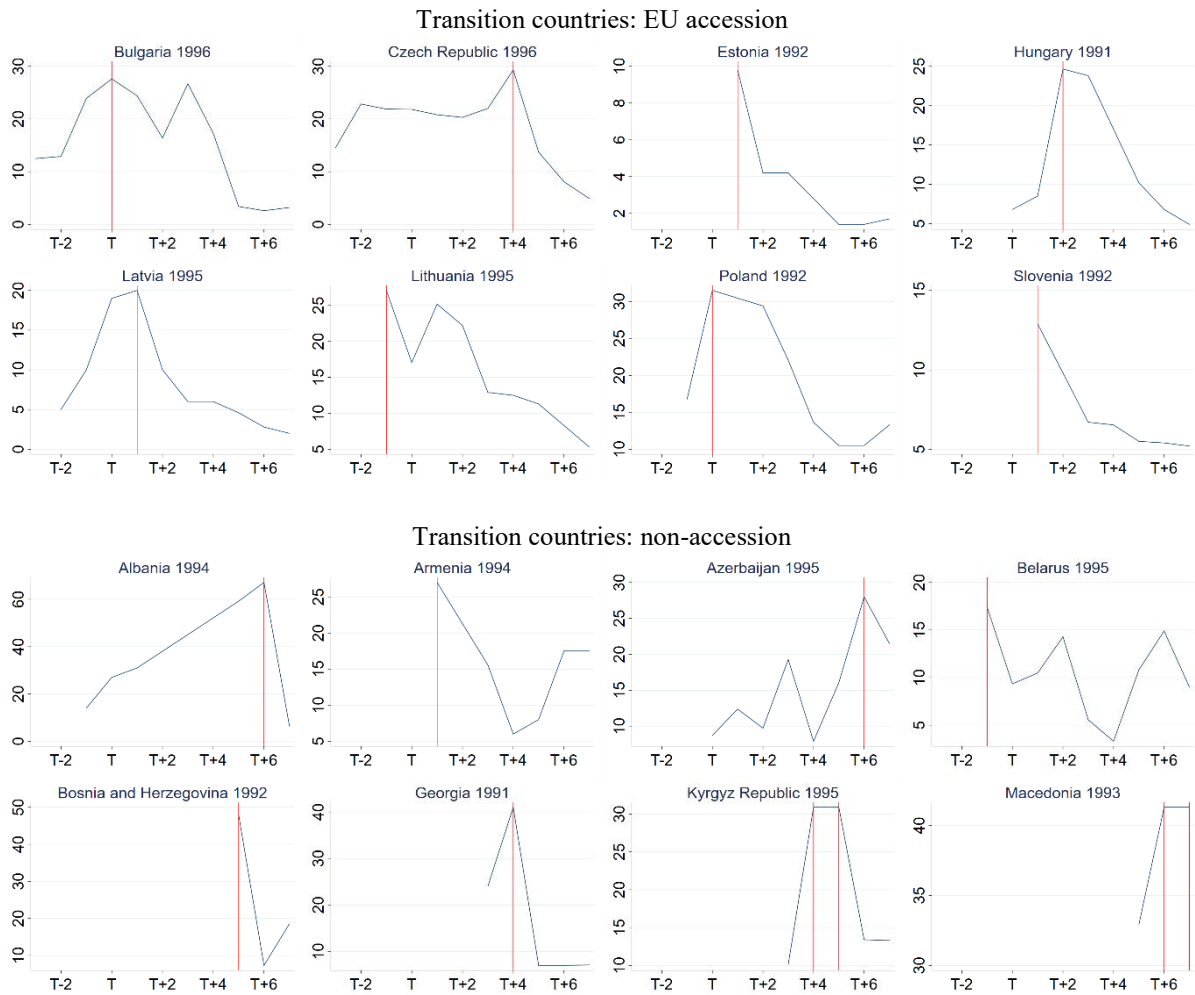 Transition countries: EU accession
Bulgaria 1996
30
20
10
0
T-2 T T+2 T+4 T+6
Czech Republic 1996
30
20
10
0
T-2 T T+2 T+4 T+6
Estonia 1992
10
8
6
4
2
T-2 T T+2 T+4 T+6
Hungary 1991
25
20
15
10
5
T-2 T T+2 T+4 T+6
Latvia 1995
20
15
10
5
0
T-2 T T+2 T+4 T+6
Lithuania 1995
25
20
15
10
5
T-2 T T+2 T+4 T+6
Poland 1992
30
25
20
15
10
T-2 T T+2 T+4 T+6
Slovenia 1992
15
10
5
T-2 T T+2 T+4 T+6
Transition countries: non-accession
Albania 1994
60
40
20
0
T-2 T T+2 T+4 T+6
Armenia 1994
25
20
15
10
5
T-2 T T+2 T+4 T+6
Azerbaijan 1995
30
25
20
15
10
T-2 T T+2 T+4 T+6
Belarus 1995
20
15
10
5
T-2 T T+2 T+4 T+6
Bosnia and Herzegovina 1992
50
40
30
20
10
T-2 T T+2 T+4 T+6
Georgia 1991
40
30
20
10
T-2 T T+2 T+4 T+6
Kyrgyz Republic 1995
30
25
20
15
10
T-2 T T+2 T+4 T+6
Macedonia 1993
40
35
30
T-2 T T+2 T+4 T+6